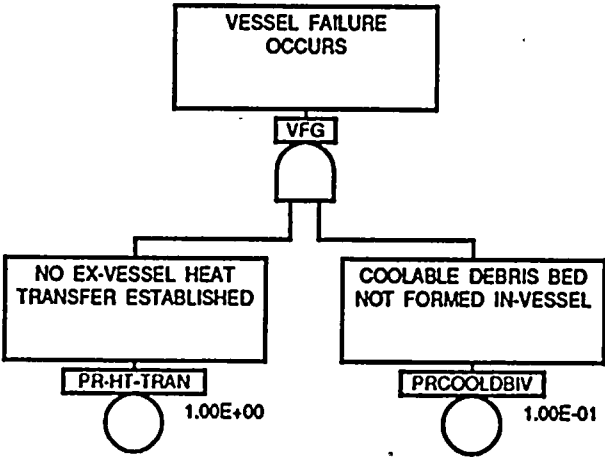 VESSEL FAILURE
OCCURS
VFG
NO EX-VESSEL HEAT
TRANSFER ESTABLISHED
COOLABLE DEBRIS BED
NOT FORMED IN-VESSEL
PR-HT-TRAN
1.00E+00
PRCOOLDBIV
1.00E-01